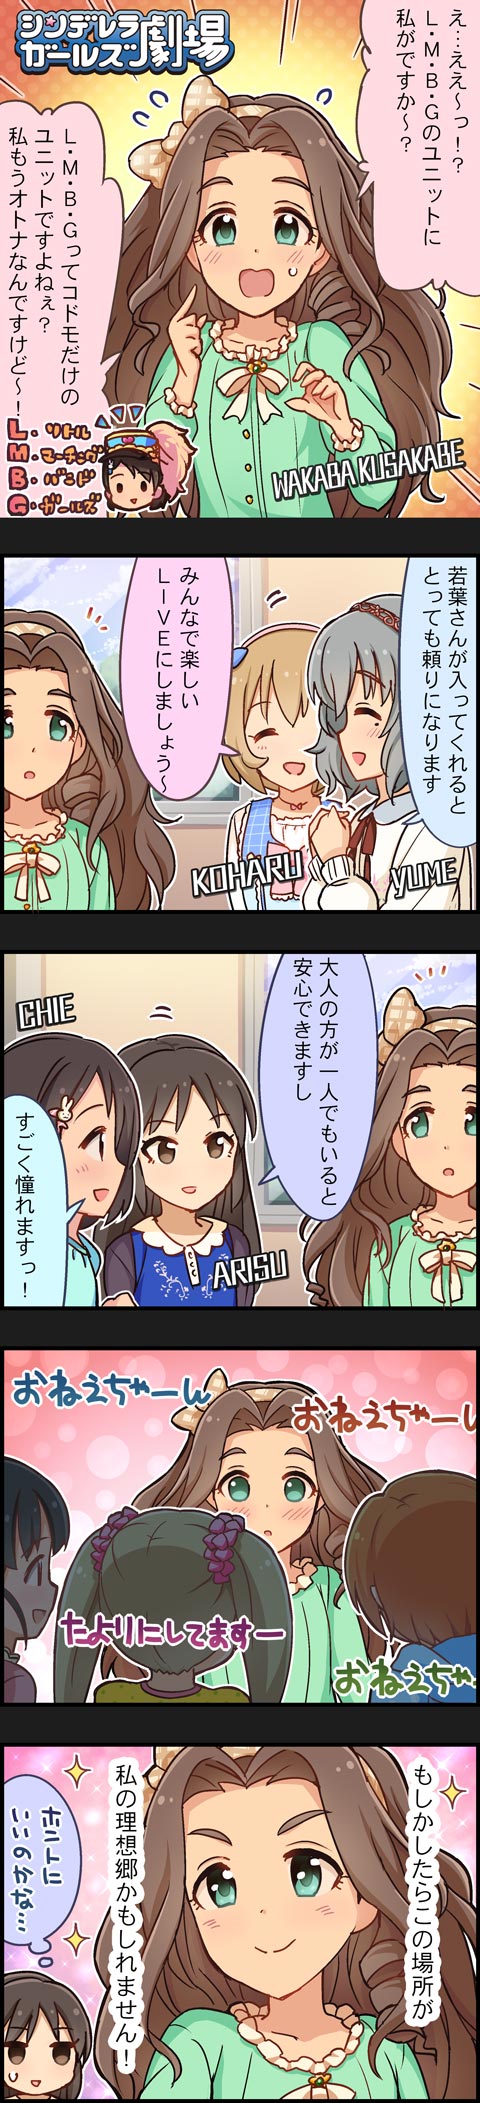 シンデレラ
ガールズ劇場
え…ええ～っ！？
L・M・B・Gのユニットに
私がですか～？
L・M・B・Gってコドモだけの
ユニットですよねぇ？
私もうオトナなんですけど～！
L・リトル
M・マーチング
B・バンド
G・ガールズ
WAKABA KUSAKABE
若葉さんが入ってくれると
とっても頼りになります
みんなで楽しい
LIVEにしましょう～
KOHARU
YUME
大人の方が一人でもいると
安心できますし
CHIE
すごく憧れますっ！
ARISU
おねえちゃーん
おねえちゃーん
たよりにしてますー
おねえちゃー
もしかしたらこの場所が
私の理想郷かもしれません！
ホントに
いいのかな…